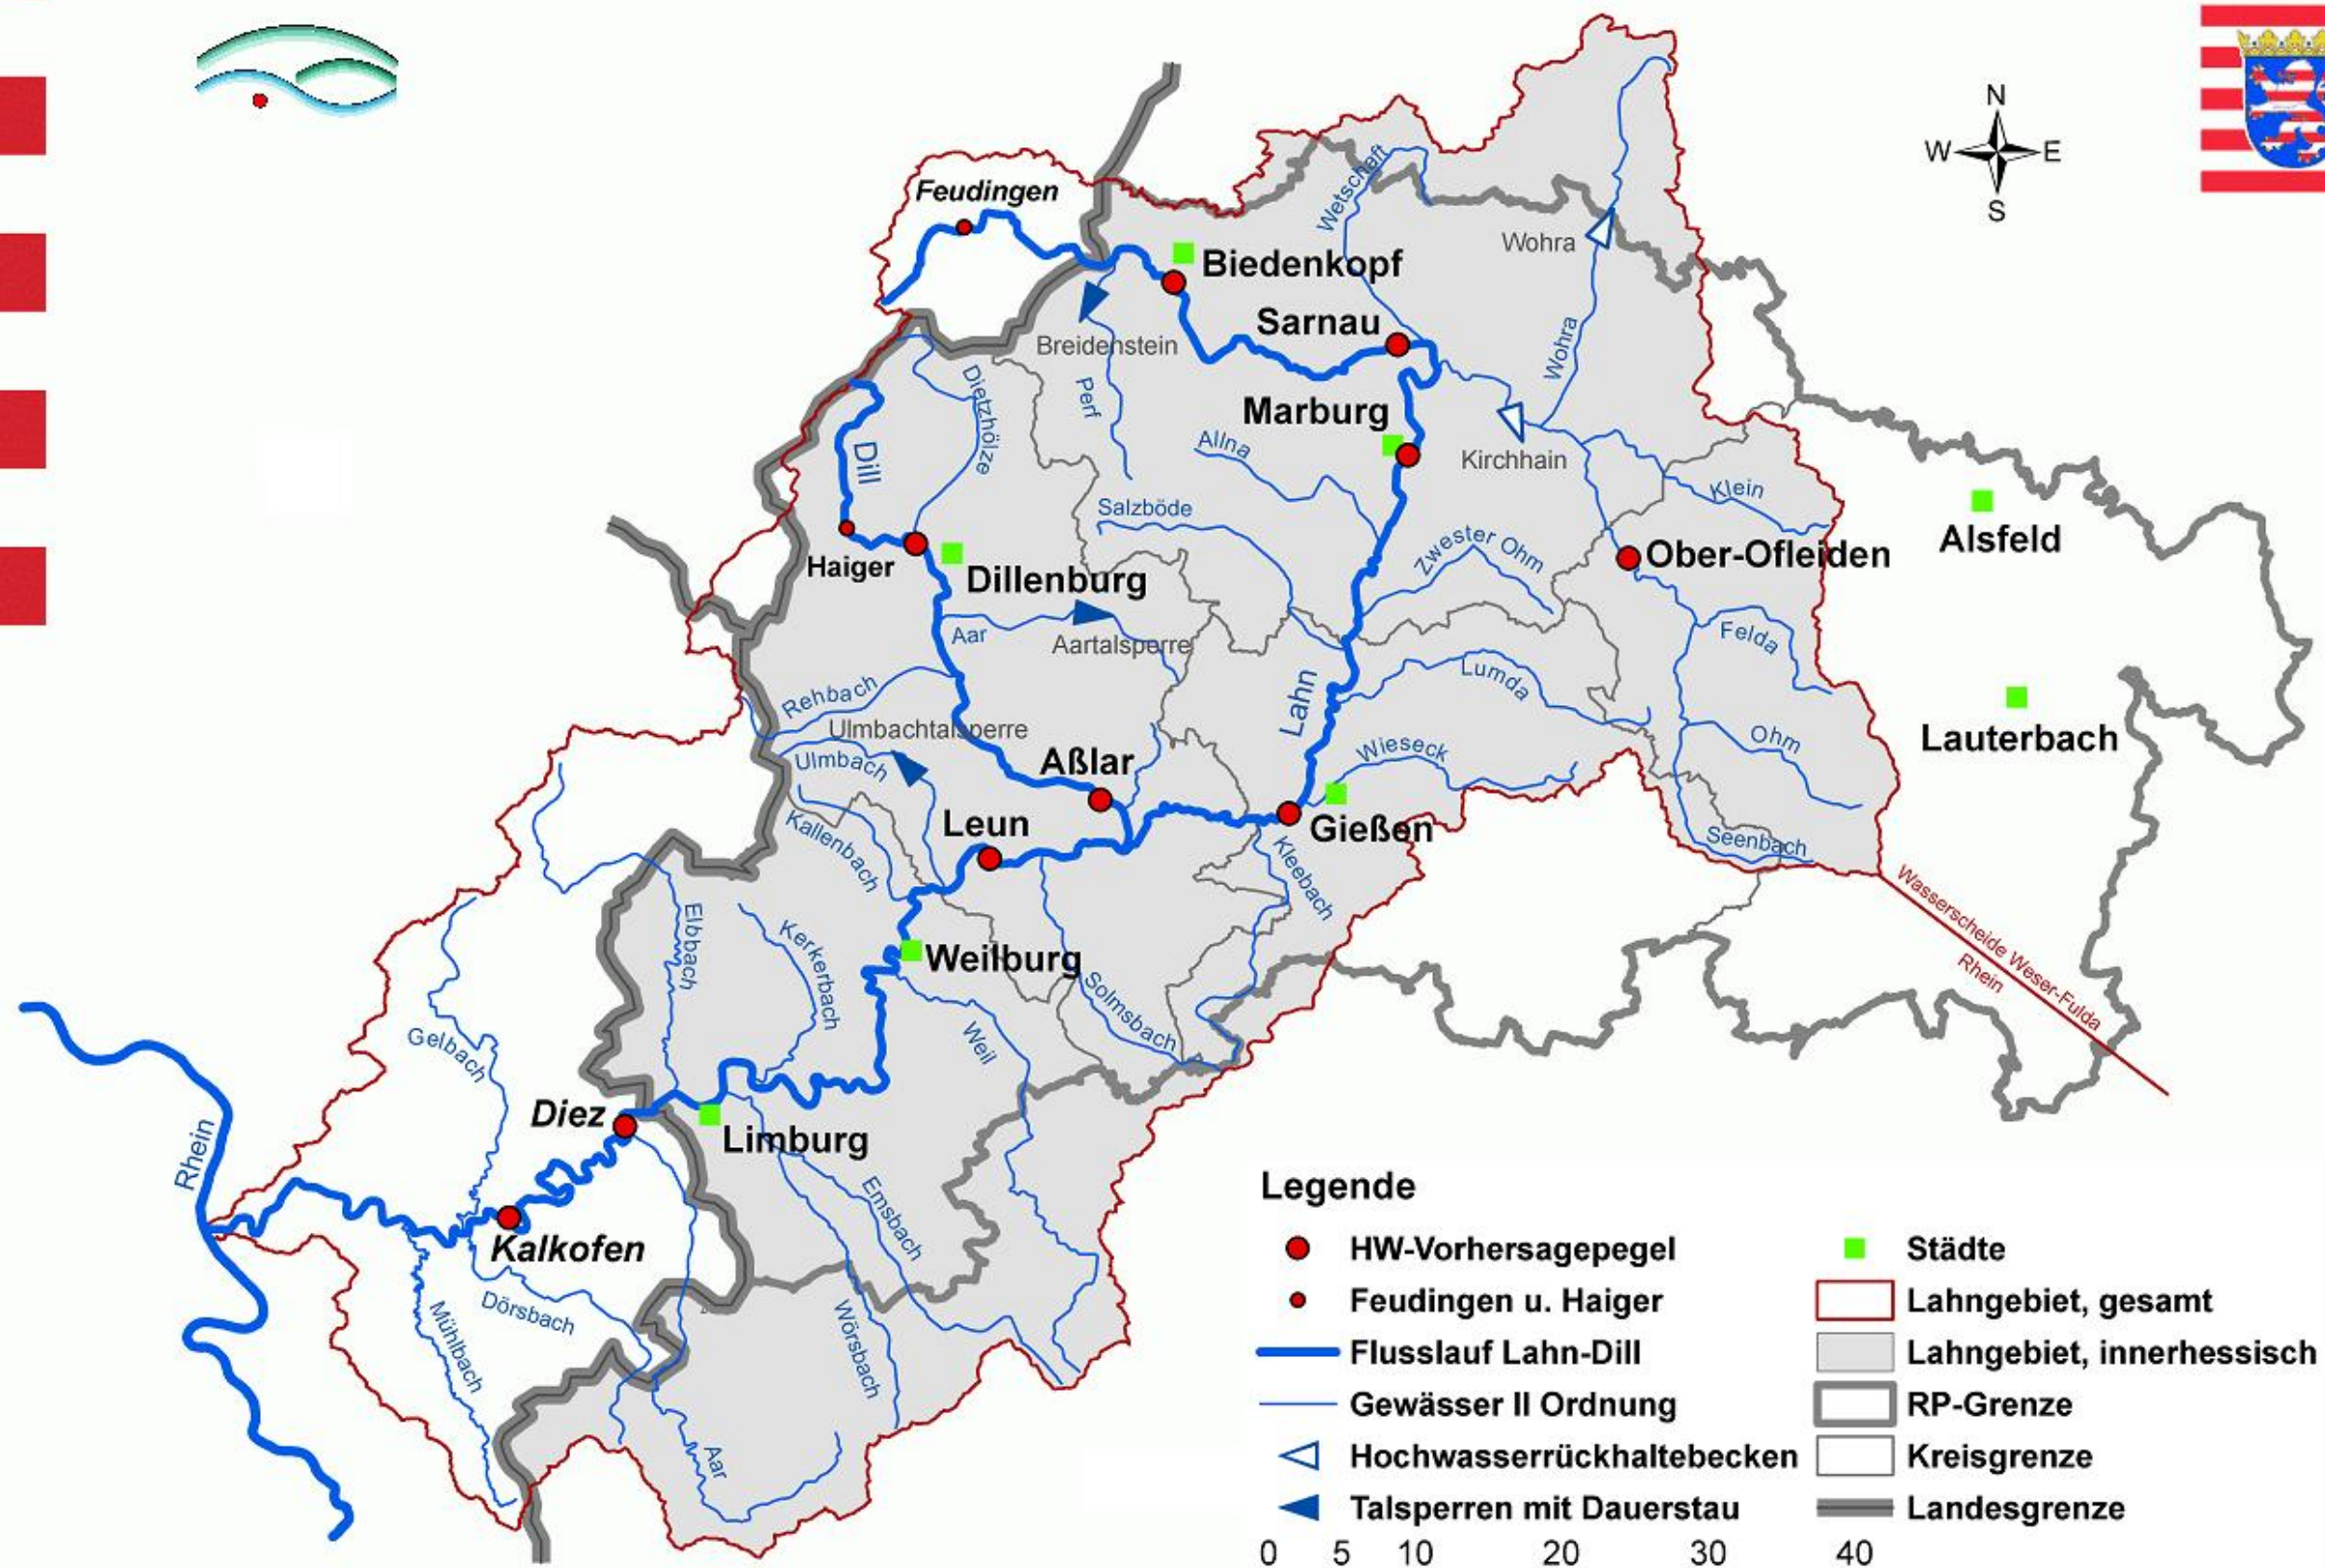 N
W
E
S
Feudingen
Wetschaft
Wohra
Biedenkopf
Sarnau
Breidenstein
Wohra
Perf
Dietzhölze
Marburg
Allna
Dill
Kirchhain
Klein
Salzböde
Zwester Ohm
Alsfeld
Haiger
Dillenburg
Ober-Ofleiden
Aar
Aartalsperre
Felda
Lumda
Rehbach
Lahn
Ulmbachtalsperre
Lauterbach
Ohm
Wieseck
Ulmbach
Aßlar
Leun
Gießen
Kallenbach
Seenbach
Kleebach
Wasserscheide Weser-Fulda
Rhein
Elbbach
Kerkerbach
Weilburg
Solmsbach
Weil
Gelbach
Diez
Limburg
Rhein
Emsbach
Kalkofen
Dörsbach
Mühlbach
Wörsbach
Aar
Legende
HW-Vorhersagepegel
Städte
Feudingen u. Haiger
Lahngebiet, gesamt
Flusslauf Lahn-Dill
Lahngebiet, innerhessisch
Gewässer II Ordnung
RP-Grenze
Hochwasserrückhaltebecken
Kreisgrenze
Talsperren mit Dauerstau
Landesgrenze
0 5 10 20 30 40